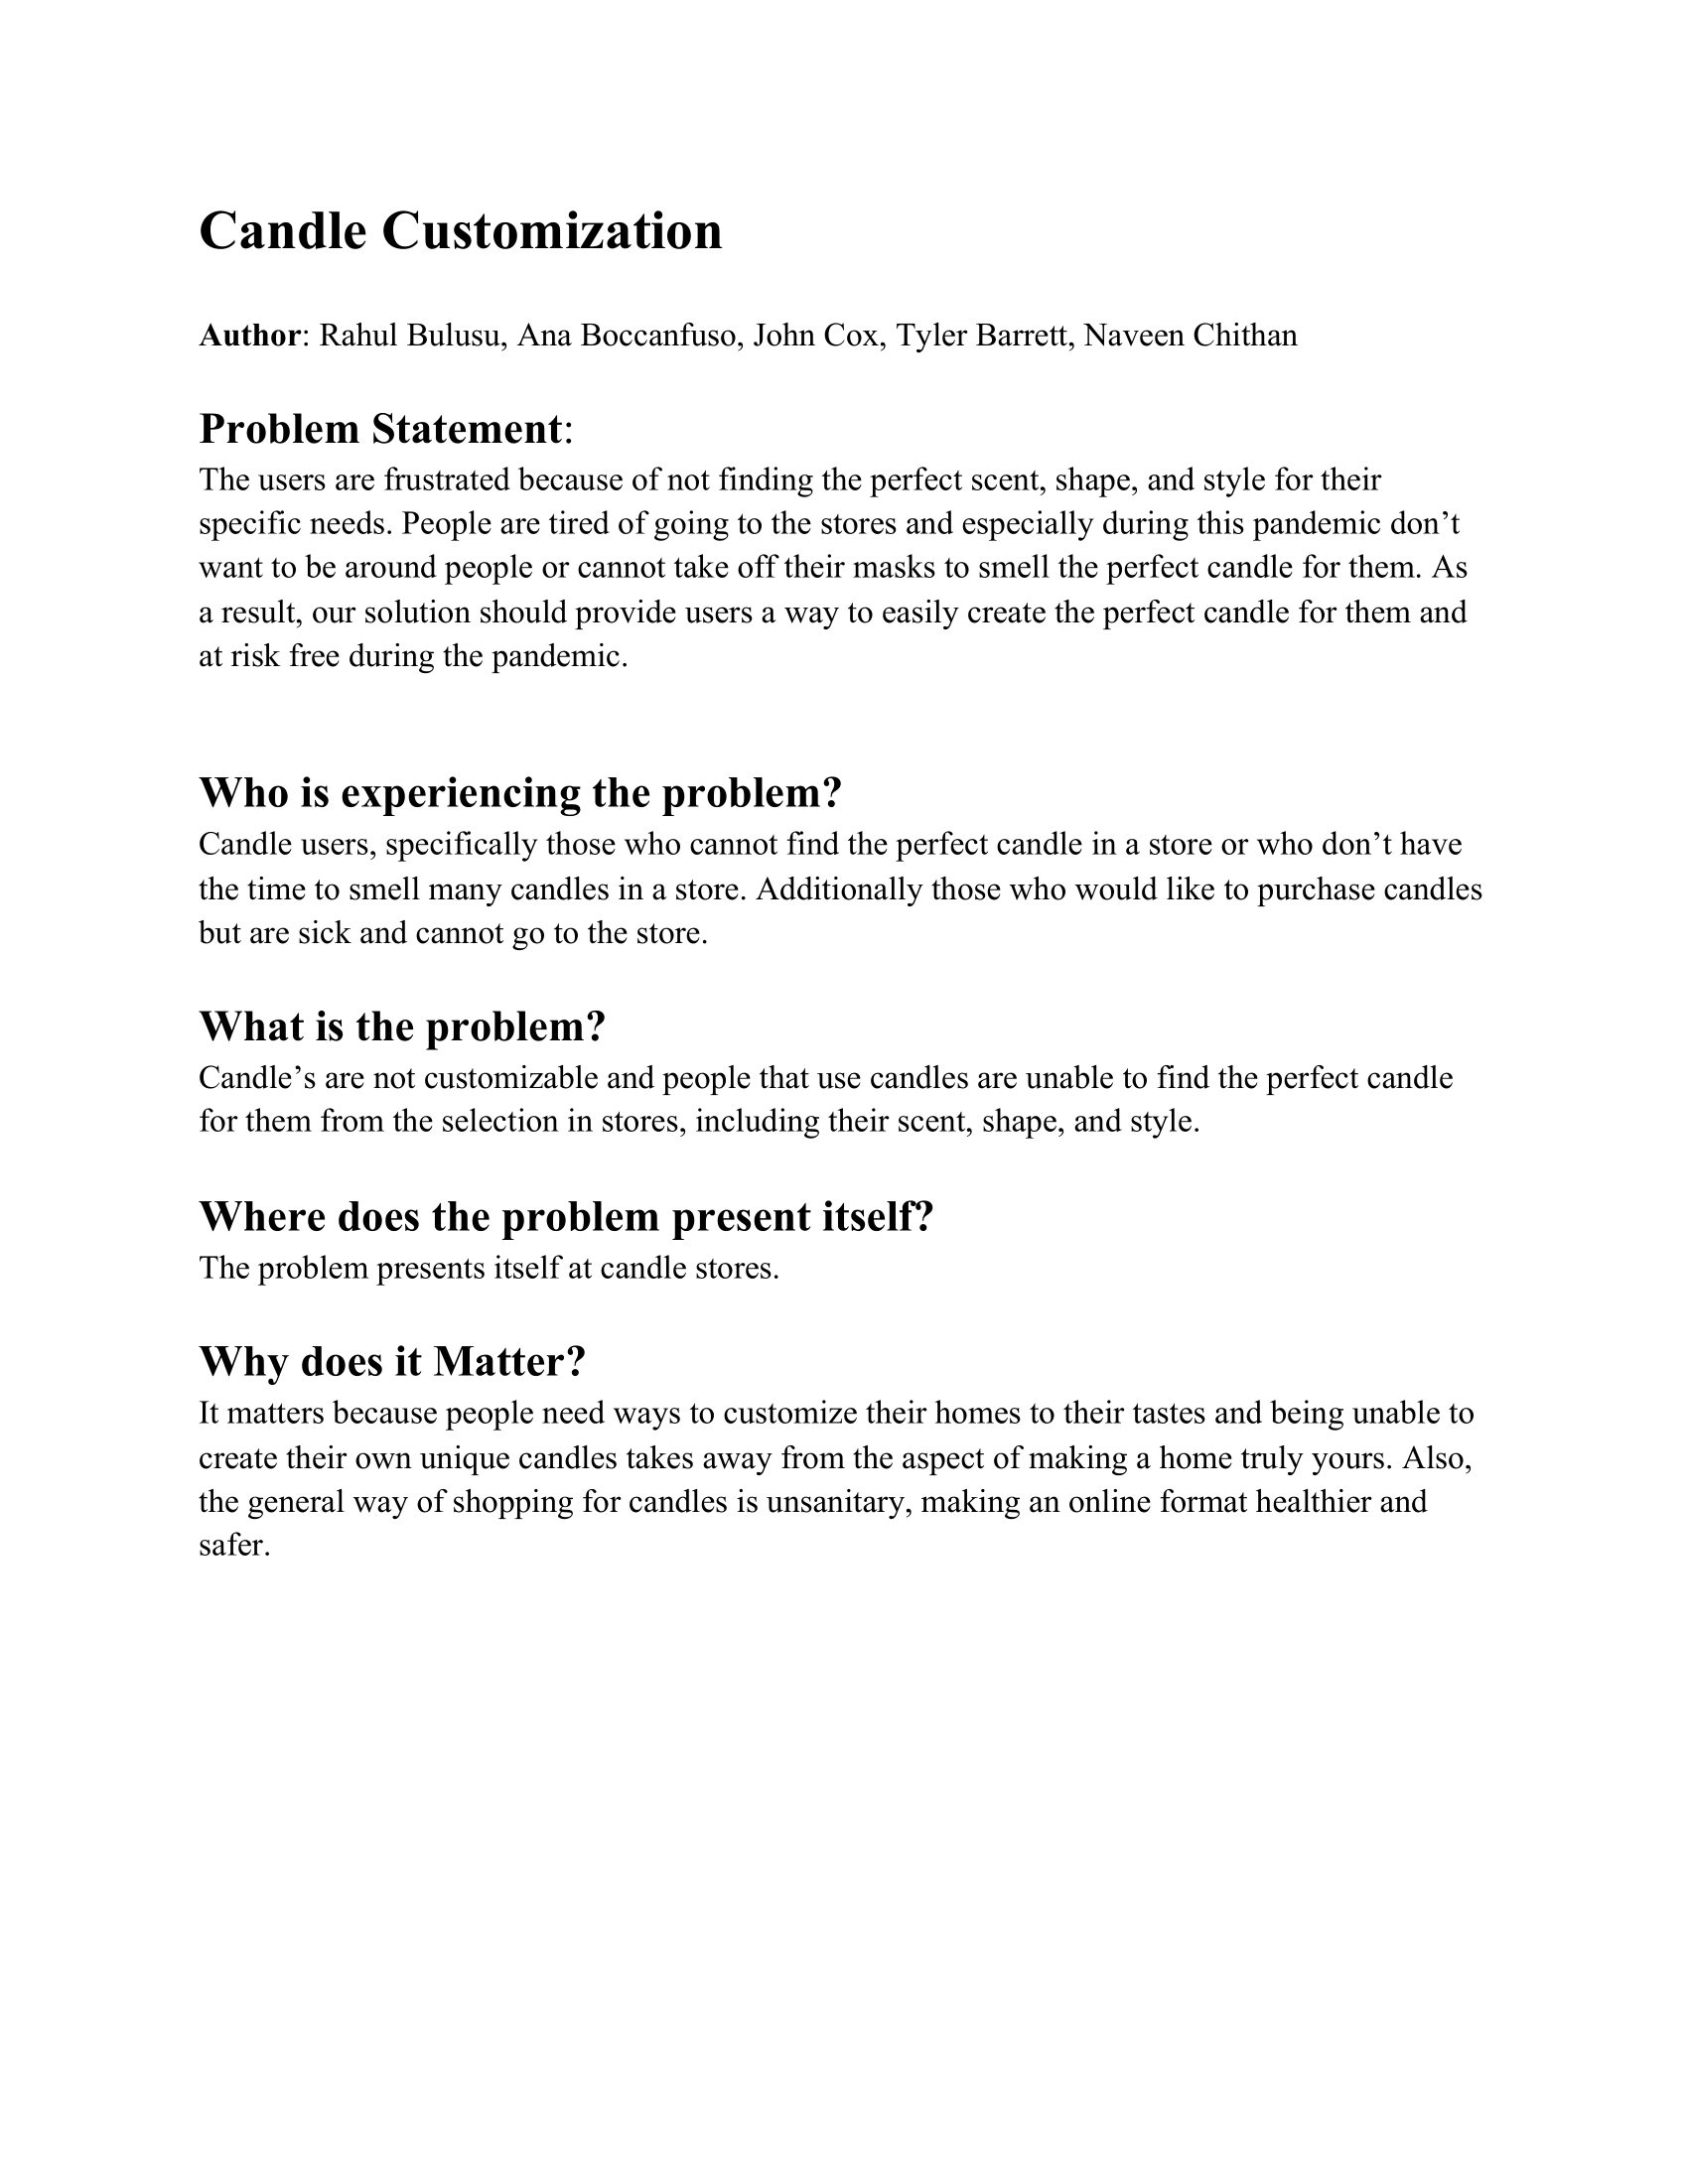 Candle Customization
Author: Rahul Bulusu, Ana Boccanfuso, John Cox, Tyler Barrett, Naveen Chithan
Problem Statement:
The users are frustrated because of not finding the perfect scent, shape, and style for their
specific needs. People are tired of going to the stores and especially during this pandemic don’t
want to be around people or cannot take off their masks to smell the perfect candle for them. As
a result, our solution should provide users a way to easily create the perfect candle for them and
at risk free during the pandemic.
Who is experiencing the problem?
Candle users, specifically those who cannot find the perfect candle in a store or who don’t have
the time to smell many candles in a store. Additionally those who would like to purchase candles
but are sick and cannot go to the store.
What is the problem?
Candle’s are not customizable and people that use candles are unable to find the perfect candle
for them from the selection in stores, including their scent, shape, and style.
Where does the problem present itself?
The problem presents itself at candle stores.
Why does it Matter?
It matters because people need ways to customize their homes to their tastes and being unable to
create their own unique candles takes away from the aspect of making a home truly yours. Also,
the general way of shopping for candles is unsanitary, making an online format healthier and
safer.